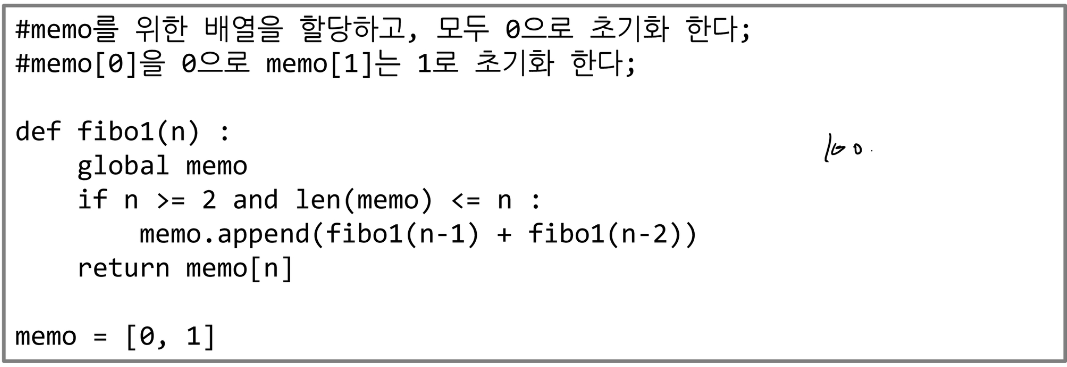 #memo를 위한 배열을 할당하고, 모두 0으로 초기화 한다;
#memo[0]을 0으로 memo[1]는 1로 초기화 한다;
def fibo1(n) :
    global memo
100.
    if n >= 2 and len(memo) <= n :
        memo.append(fibo1(n-1) + fibo1(n-2))
    return memo[n]
memo = [0, 1]